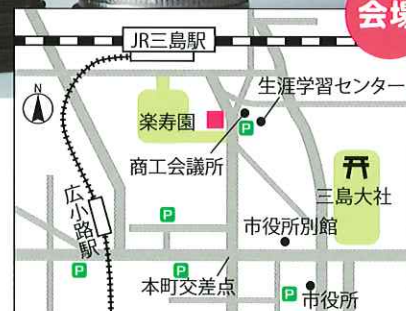 会場
JR三島駅
N
生涯学習センター
楽寿園
P
商工会議所
三島大社
広小路駅
P
市役所別館
P
本町交差点
P
市役所